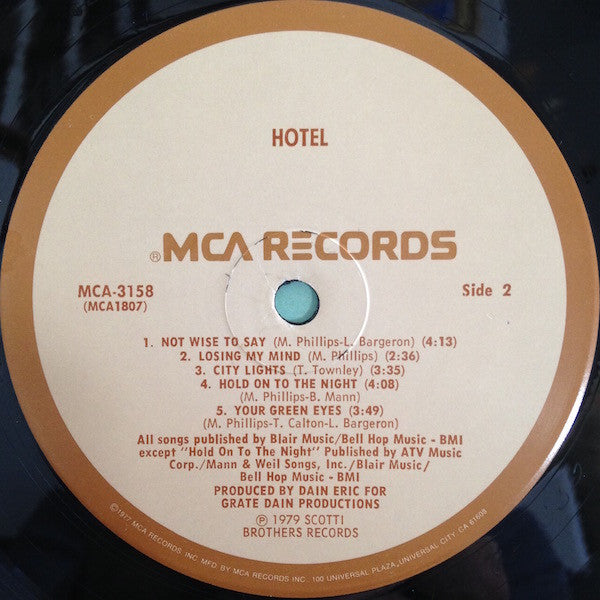 HOTEL
®MCA RECORDS
MCA-3158 Side 2
(MCA1807)
1. NOT WISE TO SAY (M. Phillips-L. Bargeron) (4:13)
2. LOSING MY MIND (M. Phillips) (2:36)
3. CITY LIGHTS (T. Townley) (3:35)
4. HOLD ON TO THE NIGHT (4:08)
(M. Phillips-B. Mann)
5. YOUR GREEN EYES (3:49)
(M. Phillips-T. Calton-L. Bargeron)
All songs published by Blair Music/Bell Hop Music - BMI
except "Hold On To The Night" Published by ATV Music
Corp./Mann & Weil Songs, Inc./Blair Music/
Bell Hop Music - BMI
PRODUCED BY DAIN ERIC FOR
GRATE DAIN PRODUCTIONS
℗ 1979 SCOTTI
BROTHERS RECORDS
©1977 MCA RECORDS INC. MFD. BY MCA RECORDS INC. 100 UNIVERSAL PLAZA, UNIVERSAL CITY, CA 91608